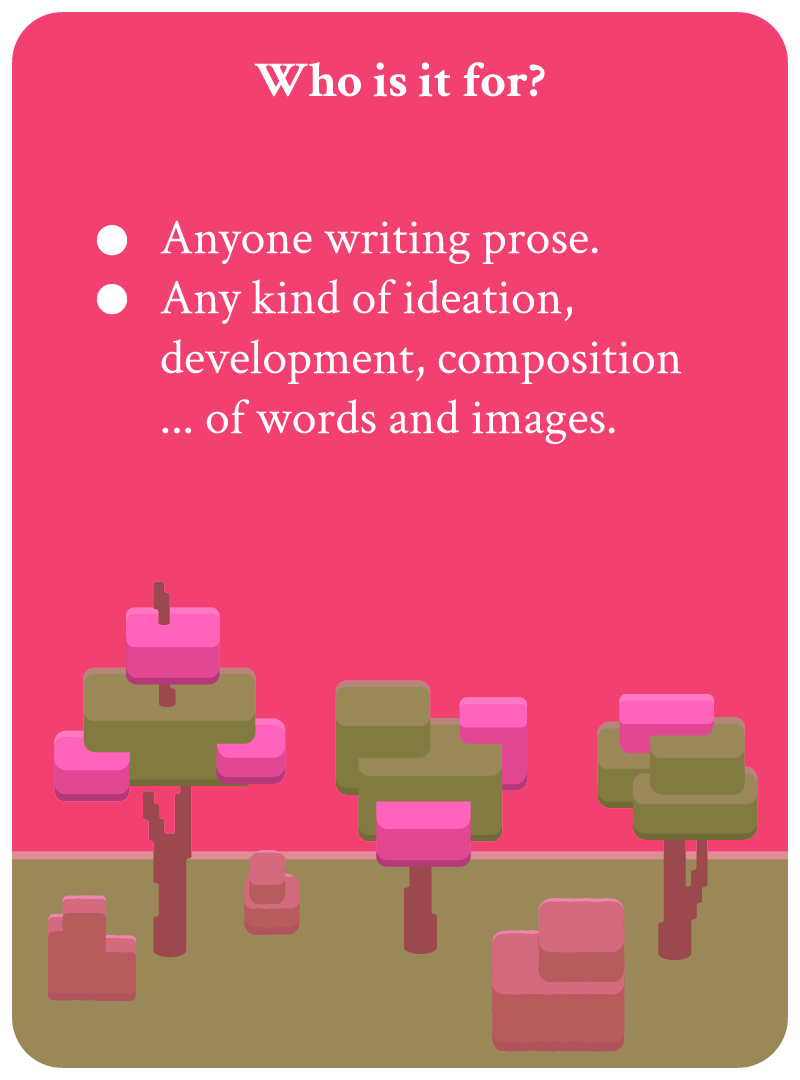 Who is it for?
● Anyone writing prose.
● Any kind of ideation,
development, composition
... of words and images.